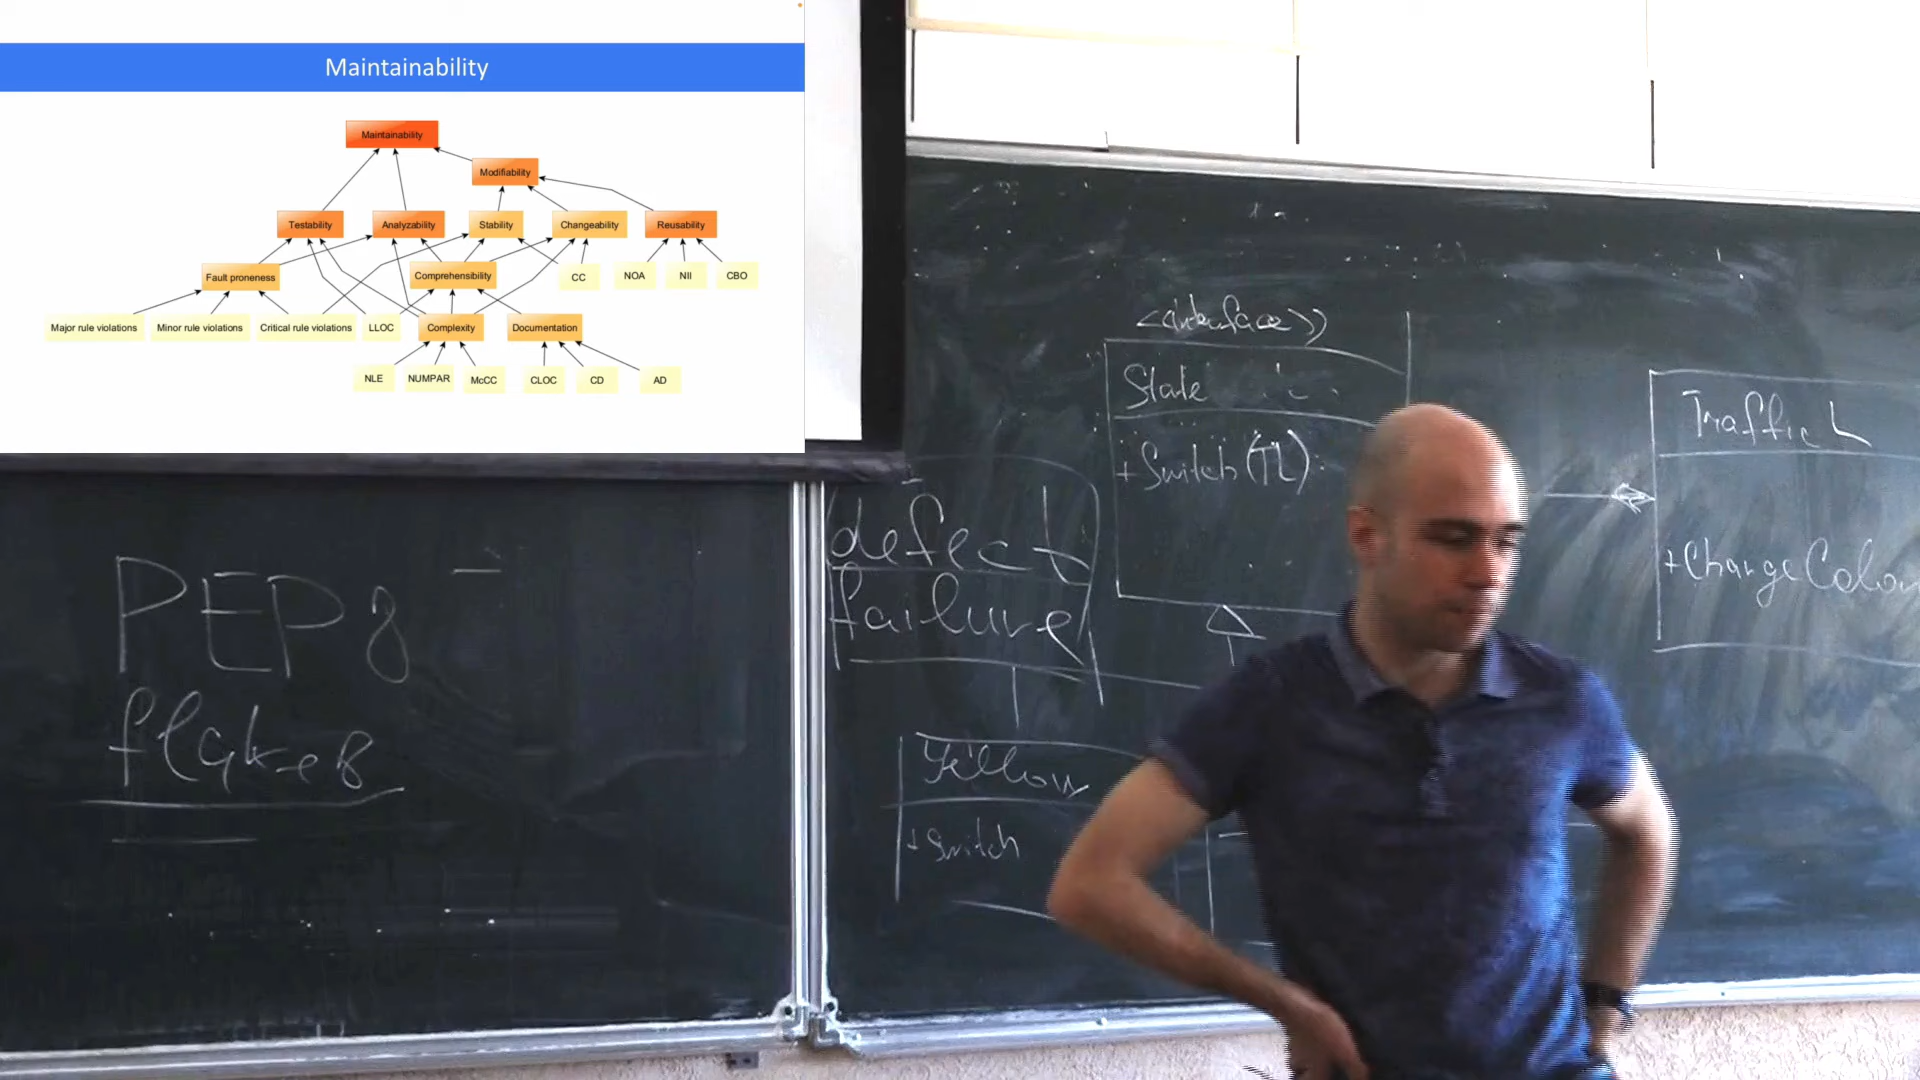 Maintainability
Maintainability
Modifiability
Testability Analyzability Stability Changeability Reusability
Fault proneness Comprehensibility CC NOA NII CBO
Major rule violations Minor rule violations Critical rule violations LLOC Complexity Documentation
NLE NUMPAR McCC CLOC CD AD
PEP8
flake8
defect
failure
<<interface>>
State
+Switch(TL)
Traffic L
+ChangeColou
Yellow
+Switch